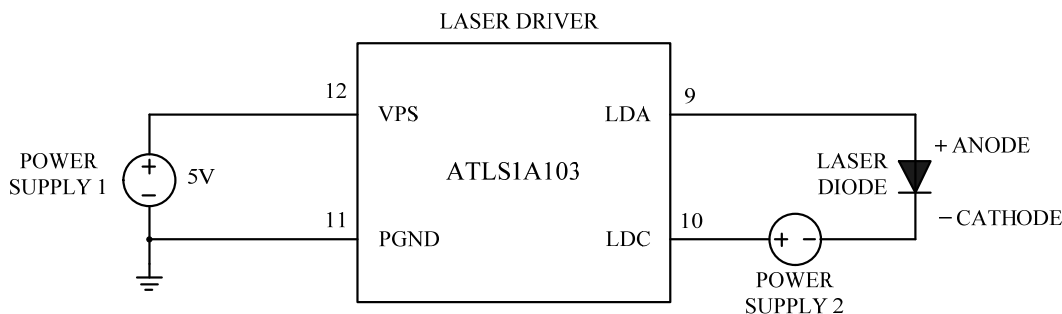 LASER DRIVER
12
VPS
LDA
9
POWER
SUPPLY 1
+
−
5V
ATLS1A103
LASER
DIODE
+ ANODE
− CATHODE
11
PGND
LDC
10
+ -
POWER
SUPPLY 2